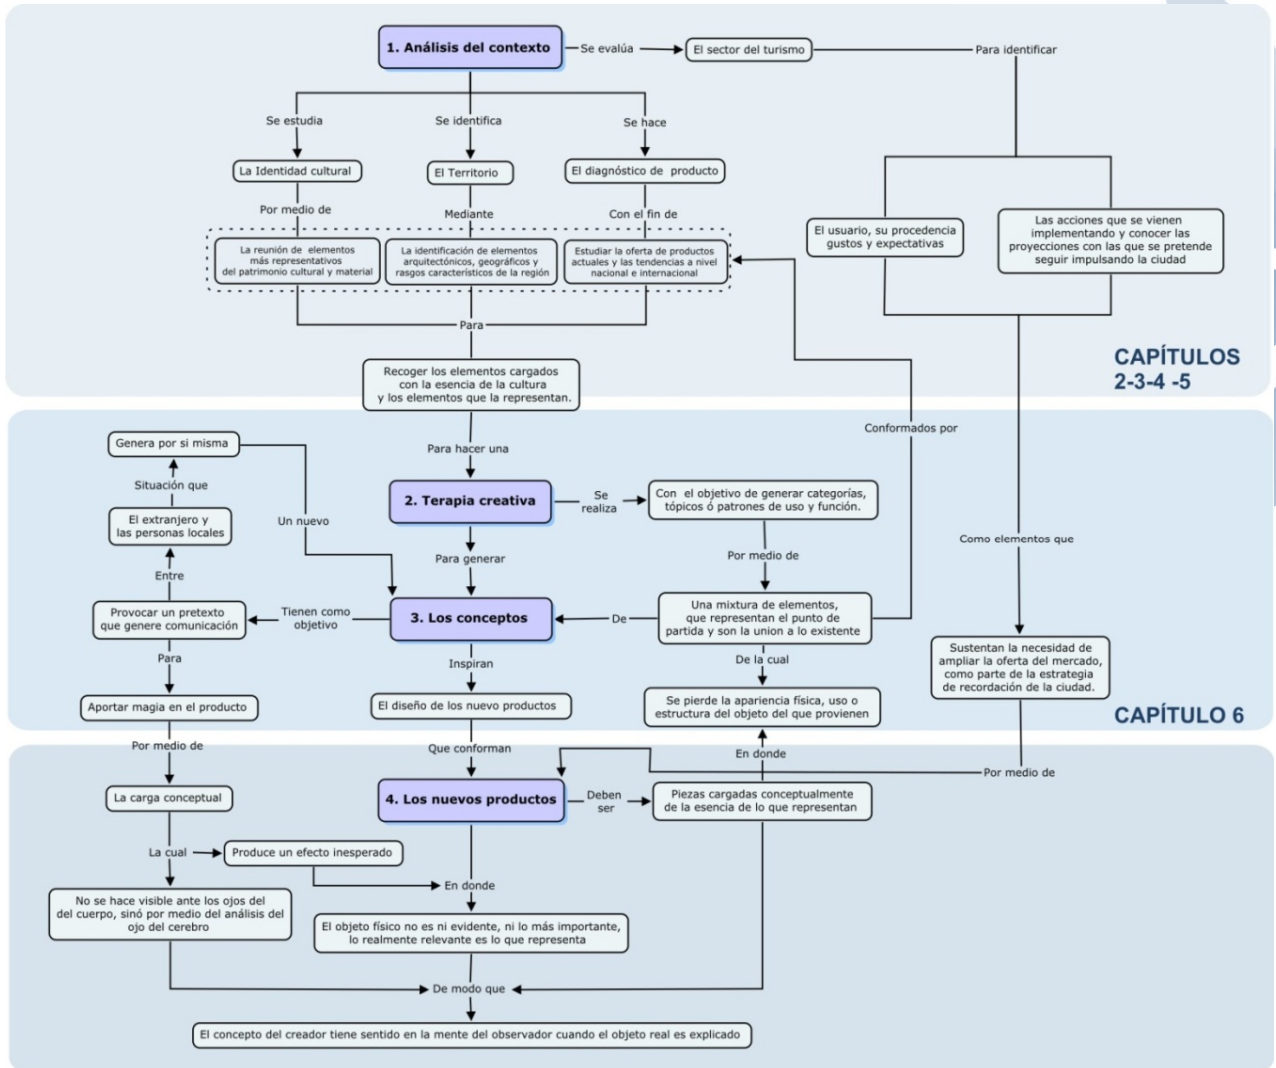 1. Análisis del contexto
Se evalúa
El sector del turismo
Para identificar
Se estudia
Se identifica
Se hace
La Identidad cultural
El Territorio
El diagnóstico de producto
Por medio de
Mediante
Con el fin de
La reunión de elementos
más representativos
del patrimonio cultural y material
La identificación de elementos
arquitectónicos, geográficos y
rasgos característicos de la región
Estudiar la oferta de productos
actuales y las tendencias a nivel
nacional e internacional
El usuario, su procedencia
gustos y expectativas
Las acciones que se vienen
implementando y conocer las
proyecciones con las que se pretende
seguir impulsando la ciudad
Para
Recoger los elementos cargados
con la esencia de la cultura
y los elementos que la representan.
CAPÍTULOS
2-3-4 -5
Genera por si misma
Para hacer una
Conformados por
Situación que
2. Terapia creativa
Se
realiza
Con el objetivo de generar categorías,
tópicos ó patrones de uso y función.
El extranjero y
las personas locales
Un nuevo
Para generar
Por medio de
Como elementos que
Entre
Provocar un pretexto
que genere comunicación
Tienen como
objetivo
3. Los conceptos
De
Una mixtura de elementos,
que representan el punto de
partida y son la union a lo existente
Para
Inspiran
De la cual
Sustentan la necesidad de
ampliar la oferta del mercado,
como parte de la estrategia
de recordación de la ciudad.
Aportar magia en el producto
El diseño de los nuevo productos
Se pierde la apariencia física, uso o
estructura del objeto del que provienen
CAPÍTULO 6
Por medio de
Que conforman
En donde
Por medio de
La carga conceptual
4. Los nuevos productos
Deben
ser
Piezas cargadas conceptualmente
de la esencia de lo que representan
La cual
Produce un efecto inesperado
En donde
No se hace visible ante los ojos del
del cuerpo, sinó por medio del análisis del
ojo del cerebro
El objeto físico no es ni evidente, ni lo más importante,
lo realmente relevante es lo que representa
De modo que
El concepto del creador tiene sentido en la mente del observador cuando el objeto real es explicado